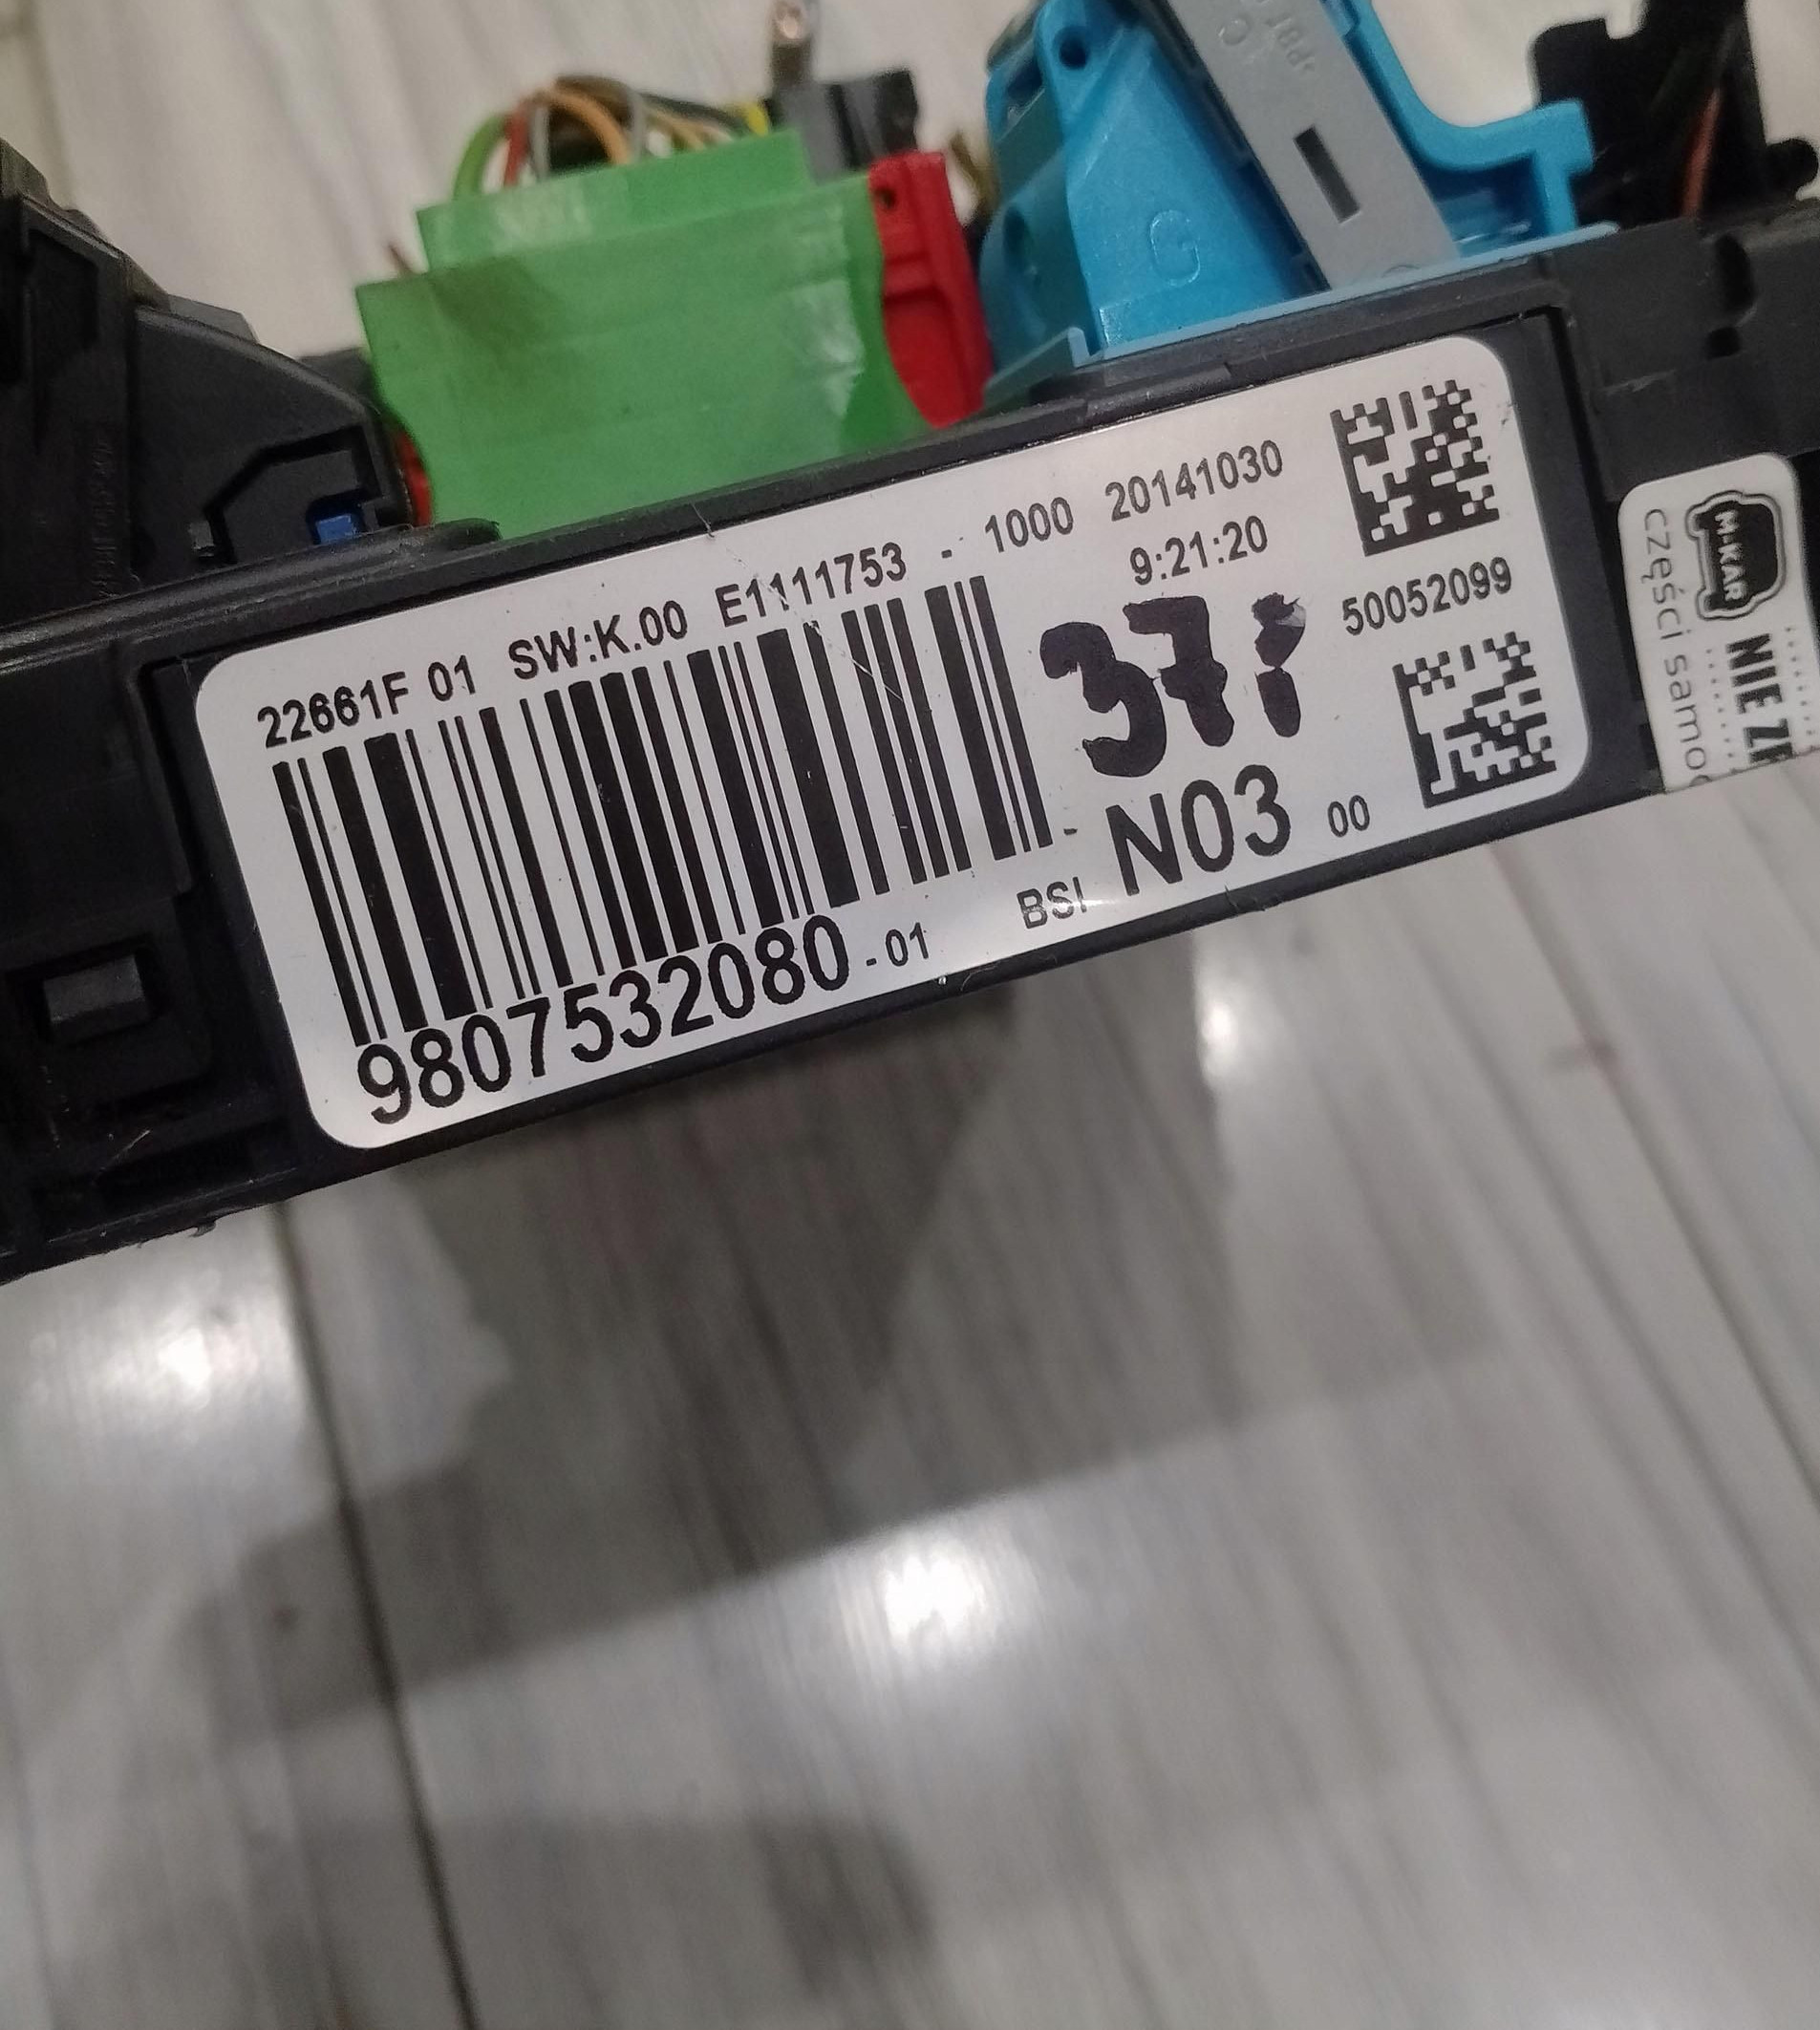 22661F 01 SW:K.00 E1111753 - 1000 20141030
9:21:20
50052099
37
- N03 00
9807532080 - 01 BSI
G
C
M-KAR
części
NIE